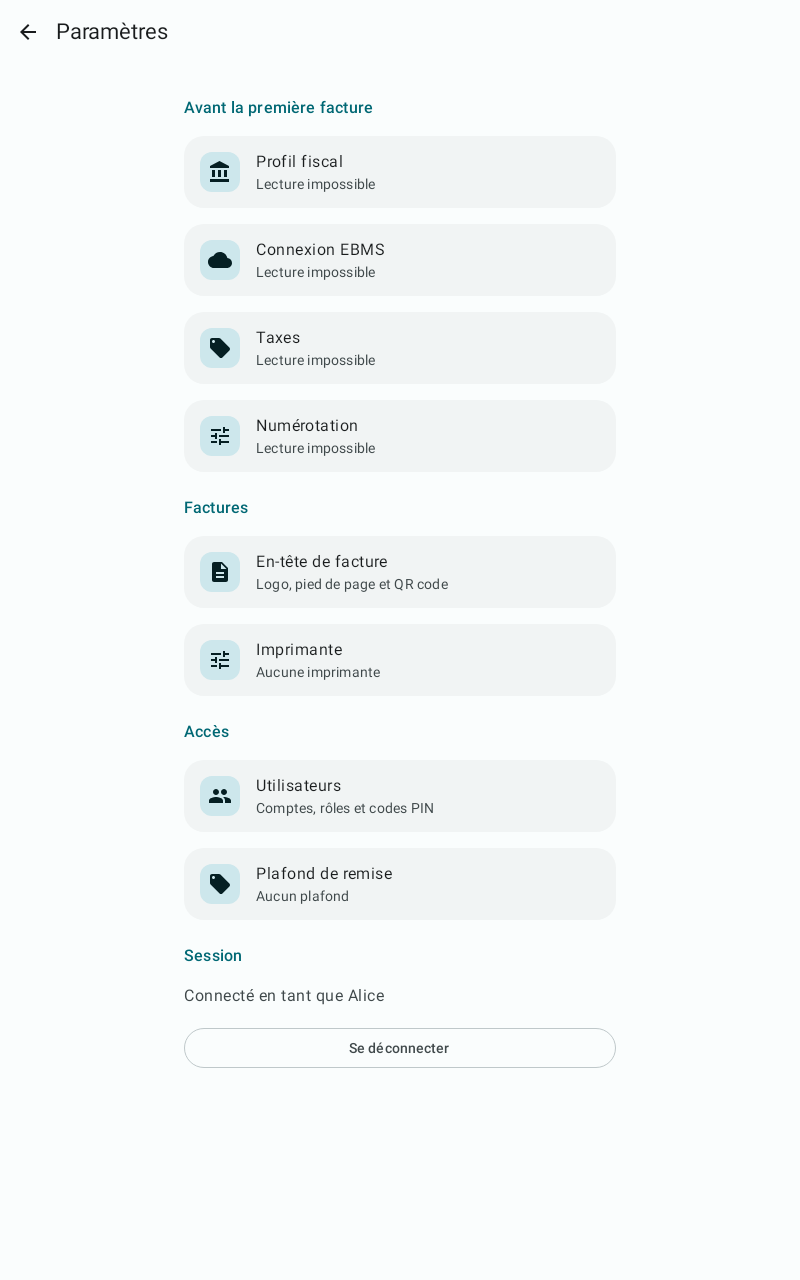 Paramètres
Avant la première facture
Profil fiscal
Lecture impossible
Connexion EBMS
Lecture impossible
Taxes
Lecture impossible
Numérotation
Lecture impossible
Factures
En-tête de facture
Logo, pied de page et QR code
Imprimante
Aucune imprimante
Accès
Utilisateurs
Comptes, rôles et codes PIN
Plafond de remise
Aucun plafond
Session
Connecté en tant que Alice
Se déconnecter